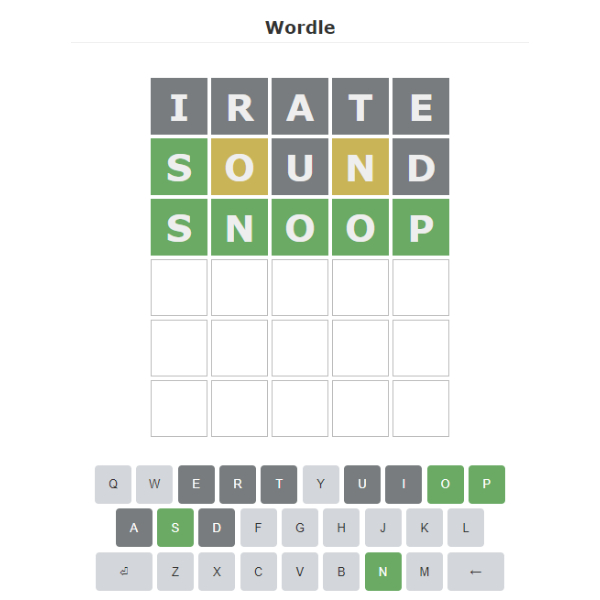 Wordle
I R A T E
S O U N D
S N O O P
Q W E R T Y U I O P
A S D F G H J K L
⏎ Z X C V B N M ←